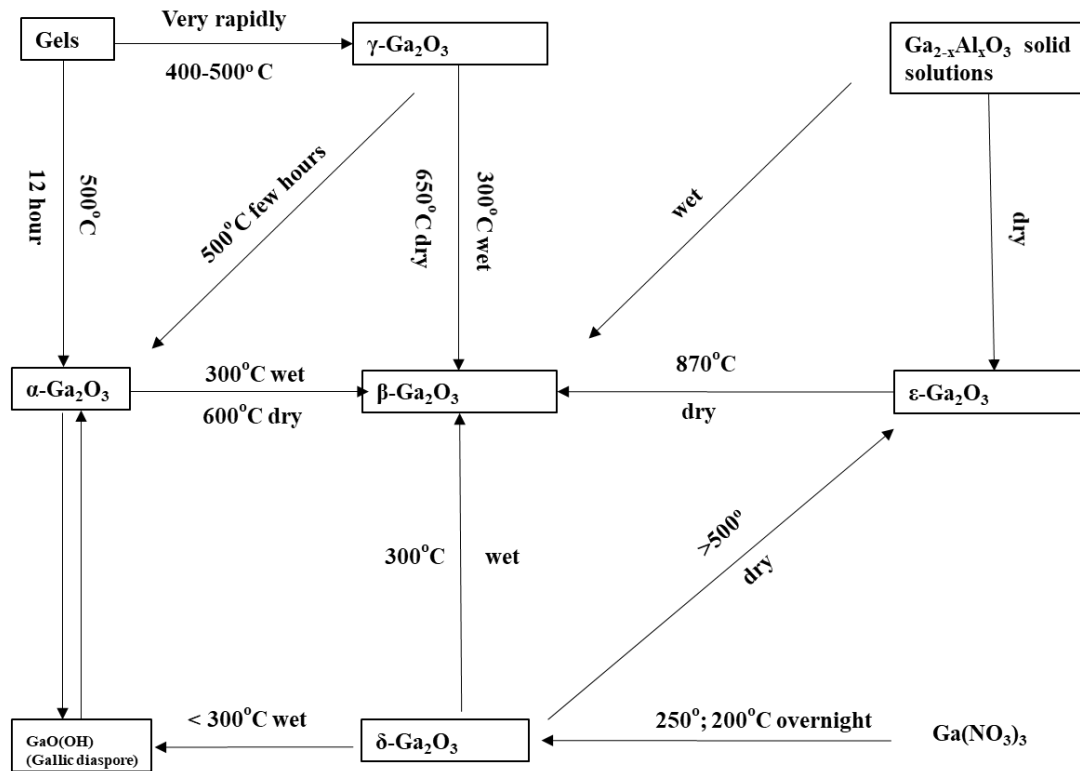 Very rapidly
Gels
γ-Ga₂O₃
Ga₂₋ₓAlₓO₃ solid
solutions
400-500° C
12 hour
500°C
500°C few hours
650°C dry
300°C wet
wet
dry
α-Ga₂O₃
300°C wet
600°C dry
β-Ga₂O₃
870°C
dry
ε-Ga₂O₃
300°C
wet
>500°
dry
GaO(OH)
(Gallic diaspore)
< 300°C wet
δ-Ga₂O₃
250°; 200°C overnight
Ga(NO₃)₃